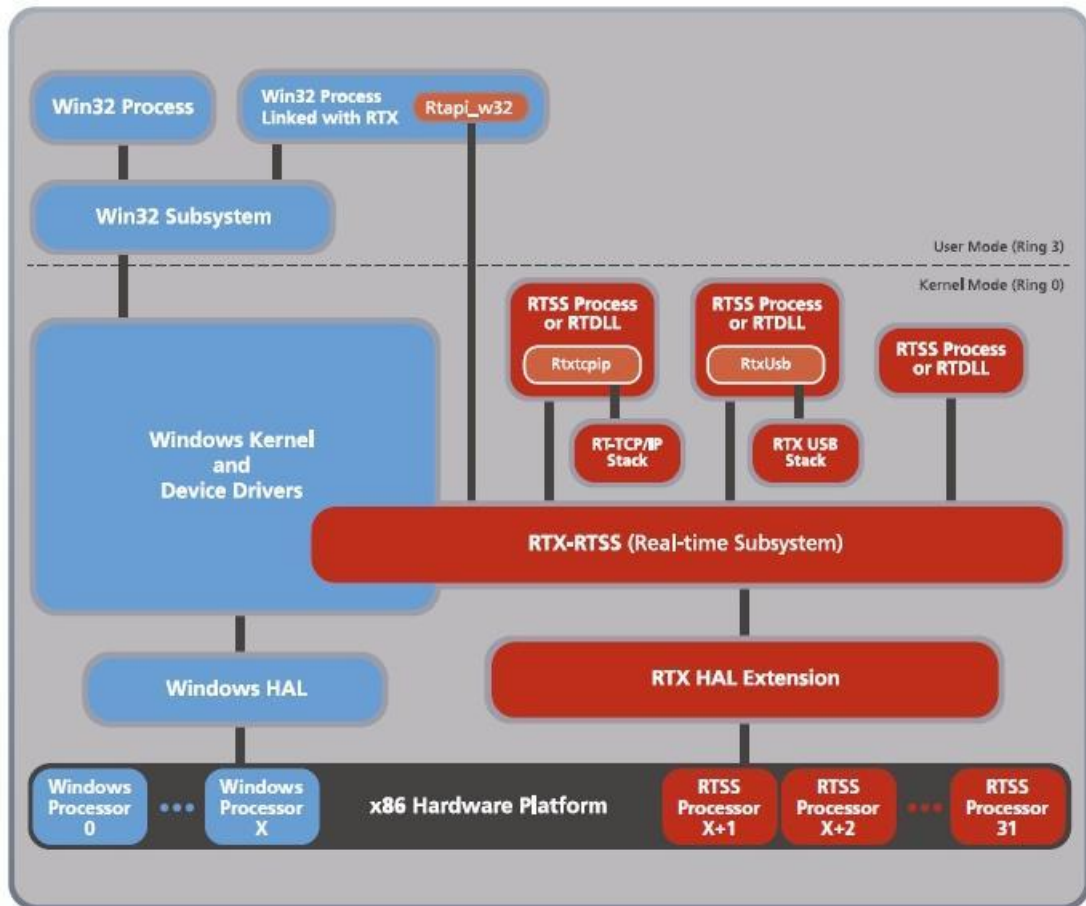 Win32 Process
Win32 Process
Linked with RTX
Rtapi_w32
Win32 Subsystem
User Mode (Ring 3)
Kernel Mode (Ring 0)
RTSS Process
or RTDLL
Rtxtcpip
RTSS Process
or RTDLL
RtxUsb
RTSS Process
or RTDLL
RT-TCP/IP
Stack
RTX USB
Stack
Windows Kernel
and
Device Drivers
RTX-RTSS (Real-time Subsystem)
Windows HAL
RTX HAL Extension
Windows
Processor
0
Windows
Processor
X
x86 Hardware Platform
RTSS
Processor
X+1
RTSS
Processor
X+2
RTSS
Processor
31